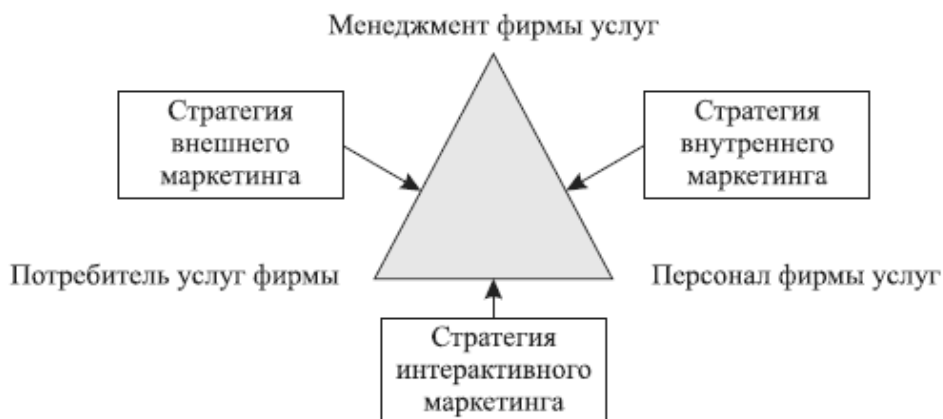 Менеджмент фирмы услуг
Стратегия
внешнего
маркетинга
Стратегия
внутреннего
маркетинга
Потребитель услуг фирмы
Персонал фирмы услуг
Стратегия
интерактивного
маркетинга